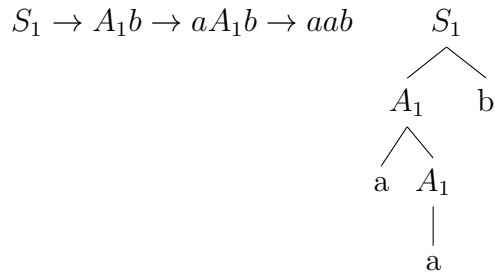 S₁ → A₁b → aA₁b → aab
S₁
A₁ b
a A₁
a